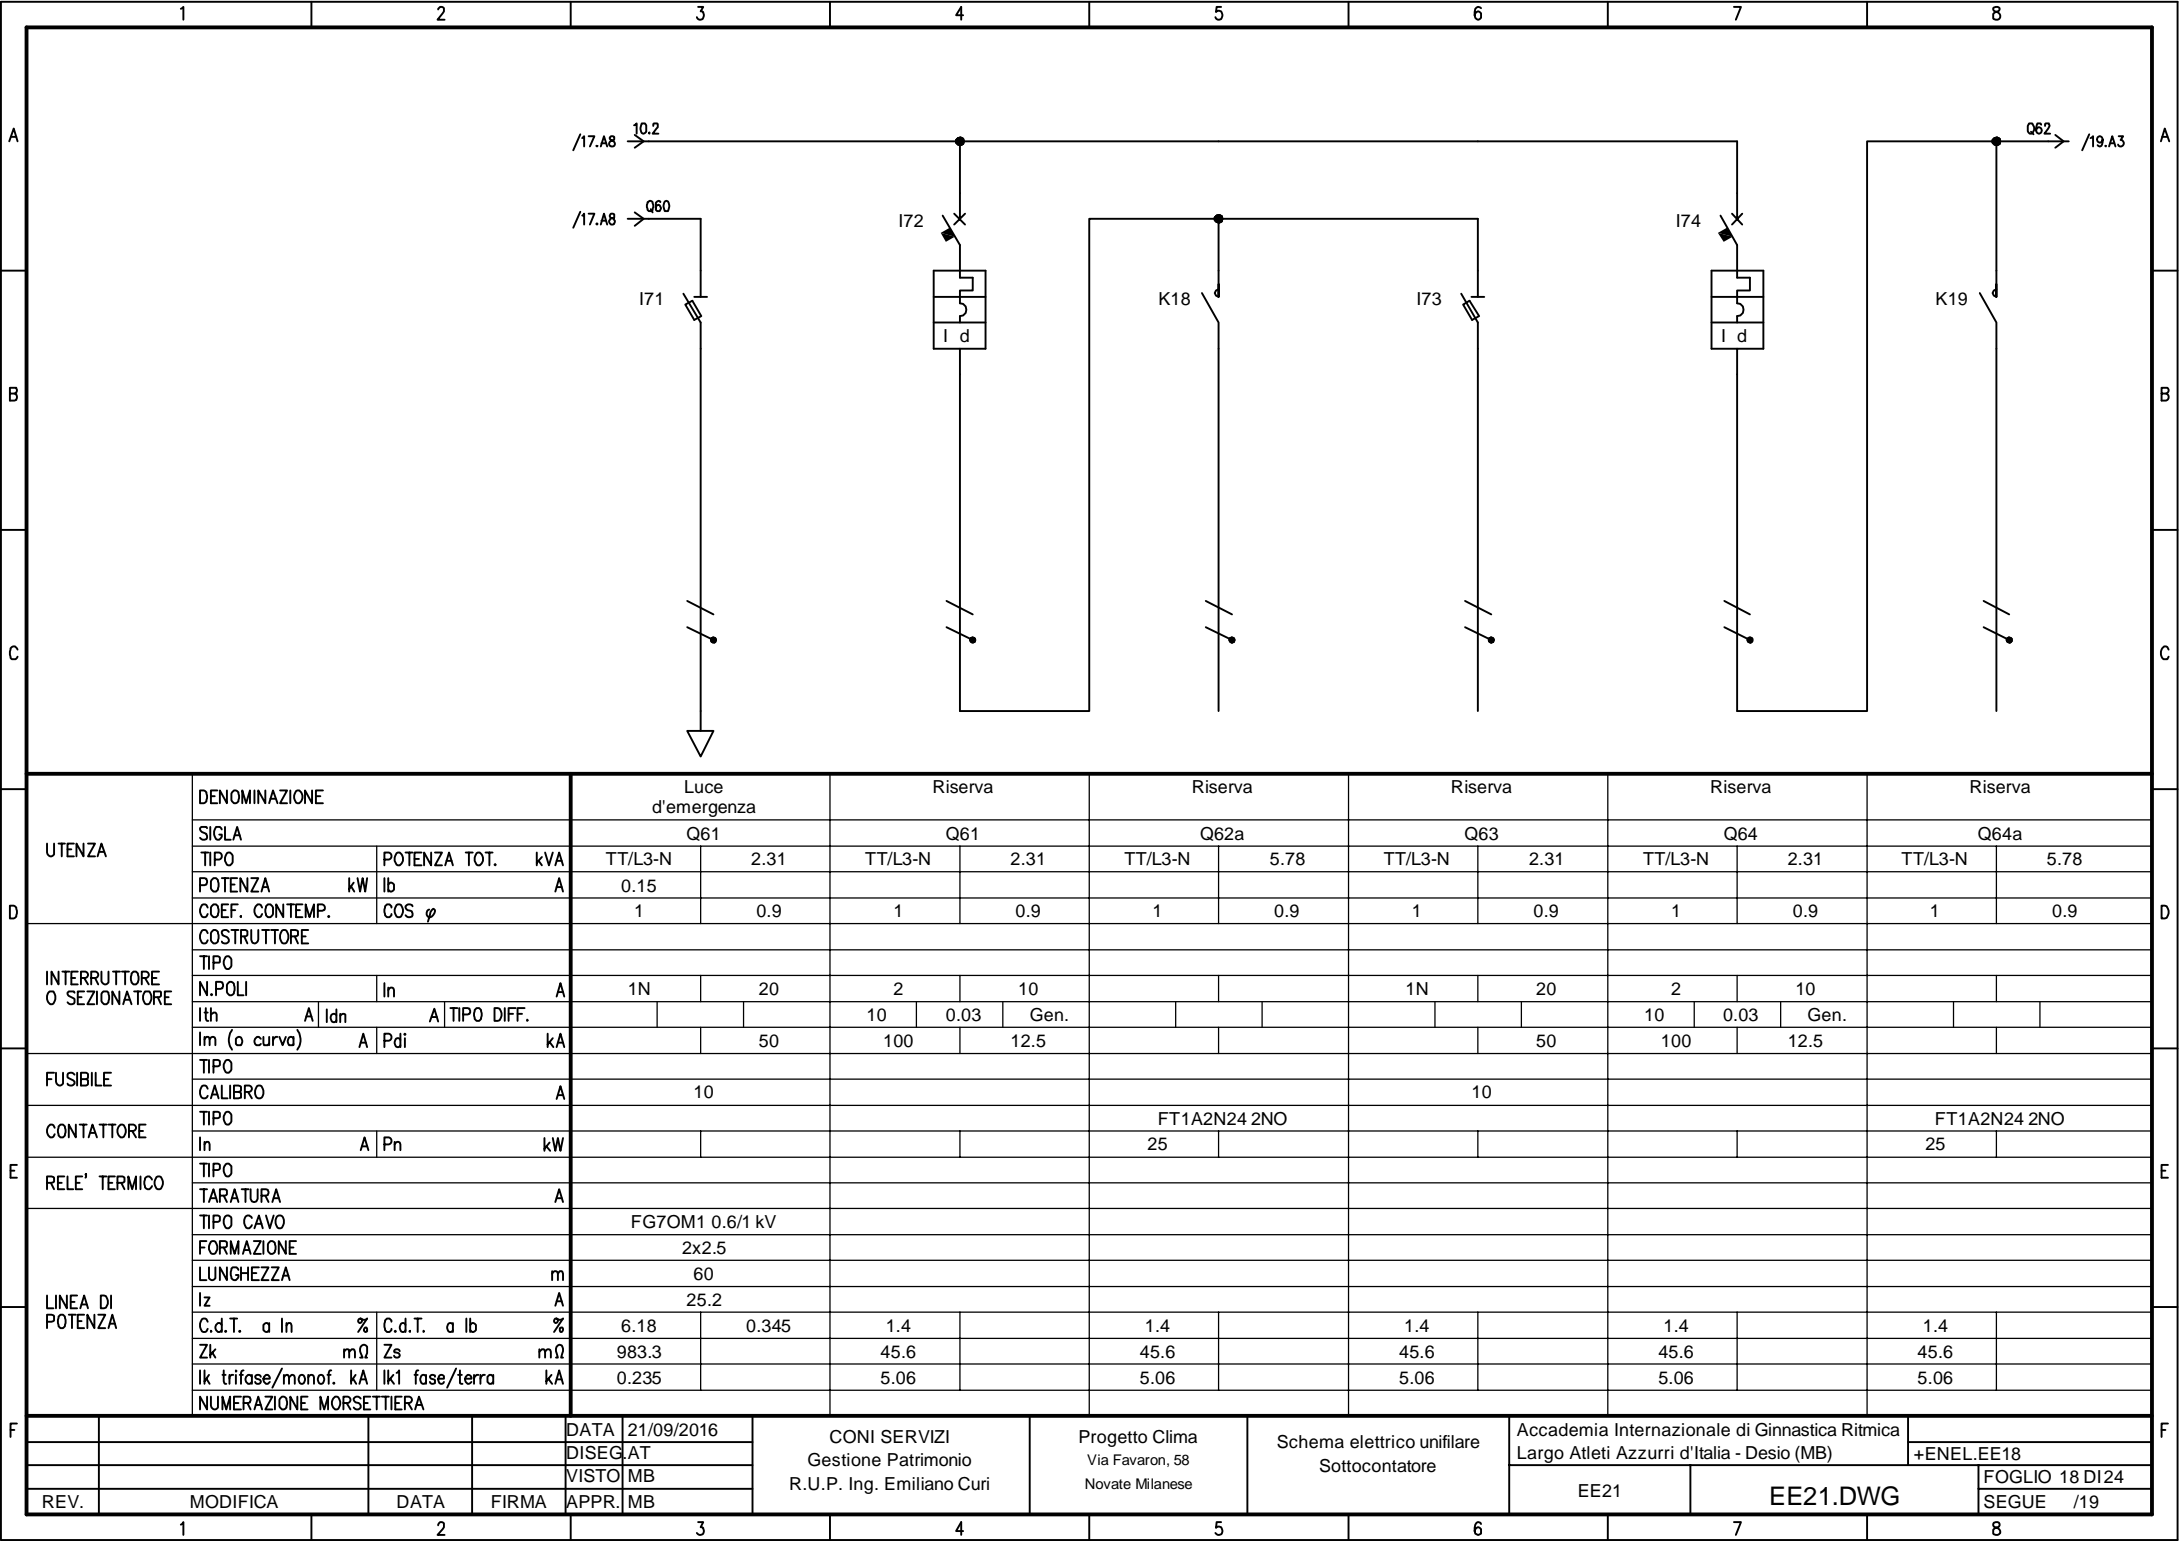 1 2 3 4 5 6 7 8
A A
B B
C C
D D
E E
F F
/17.A8 10.2
Q62 /19.A3
/17.A8 Q60
I72
I74
I71
K18
I73
K19
I d
I d
UTENZA
DENOMINAZIONE Luce d'emergenza Riserva Riserva Riserva Riserva Riserva
SIGLA Q61 Q61 Q62a Q63 Q64 Q64a
TIPO POTENZA TOT. kVA TT/L3-N 2.31 TT/L3-N 2.31 TT/L3-N 5.78 TT/L3-N 2.31 TT/L3-N 2.31 TT/L3-N 5.78
POTENZA kW Ib A 0.15
COEF. CONTEMP. COS φ 1 0.9 1 0.9 1 0.9 1 0.9 1 0.9 1 0.9
INTERRUTTORE
O SEZIONATORE
COSTRUTTORE
TIPO
N.POLI In A 1N 20 2 10 1N 20 2 10
Ith A Idn A TIPO DIFF. 10 0.03 Gen. 10 0.03 Gen.
Im (o curva) A Pdi kA 50 100 12.5 50 100 12.5
FUSIBILE
TIPO
CALIBRO A 10 10
CONTATTORE
TIPO FT1A2N24 2NO FT1A2N24 2NO
In A Pn kW 25 25
RELE' TERMICO
TIPO
TARATURA A
LINEA DI
POTENZA
TIPO CAVO FG7OM1 0.6/1 kV
FORMAZIONE 2x2.5
LUNGHEZZA m 60
Iz A 25.2
C.d.T. a In % C.d.T. a Ib % 6.18 0.345 1.4 1.4 1.4 1.4 1.4
Zk mΩ Zs mΩ 983.3 45.6 45.6 45.6 45.6 45.6
Ik trifase/monof. kA Ik1 fase/terra kA 0.235 5.06 5.06 5.06 5.06 5.06
NUMERAZIONE MORSETTIERA
REV. MODIFICA DATA FIRMA
DATA 21/09/2016
DISEG. AT
VISTO MB
APPR. MB
CONI SERVIZI
Gestione Patrimonio
R.U.P. Ing. Emiliano Curi
Progetto Clima
Via Favaron, 58
Novate Milanese
Schema elettrico unifilare
Sottocontatore
Accademia Internazionale di Ginnastica Ritmica
Largo Atleti Azzurri d'Italia - Desio (MB)
+ENEL.EE18
EE21
EE21.DWG
FOGLIO 18 DI 24
SEGUE /19
1 2 3 4 5 6 7 8